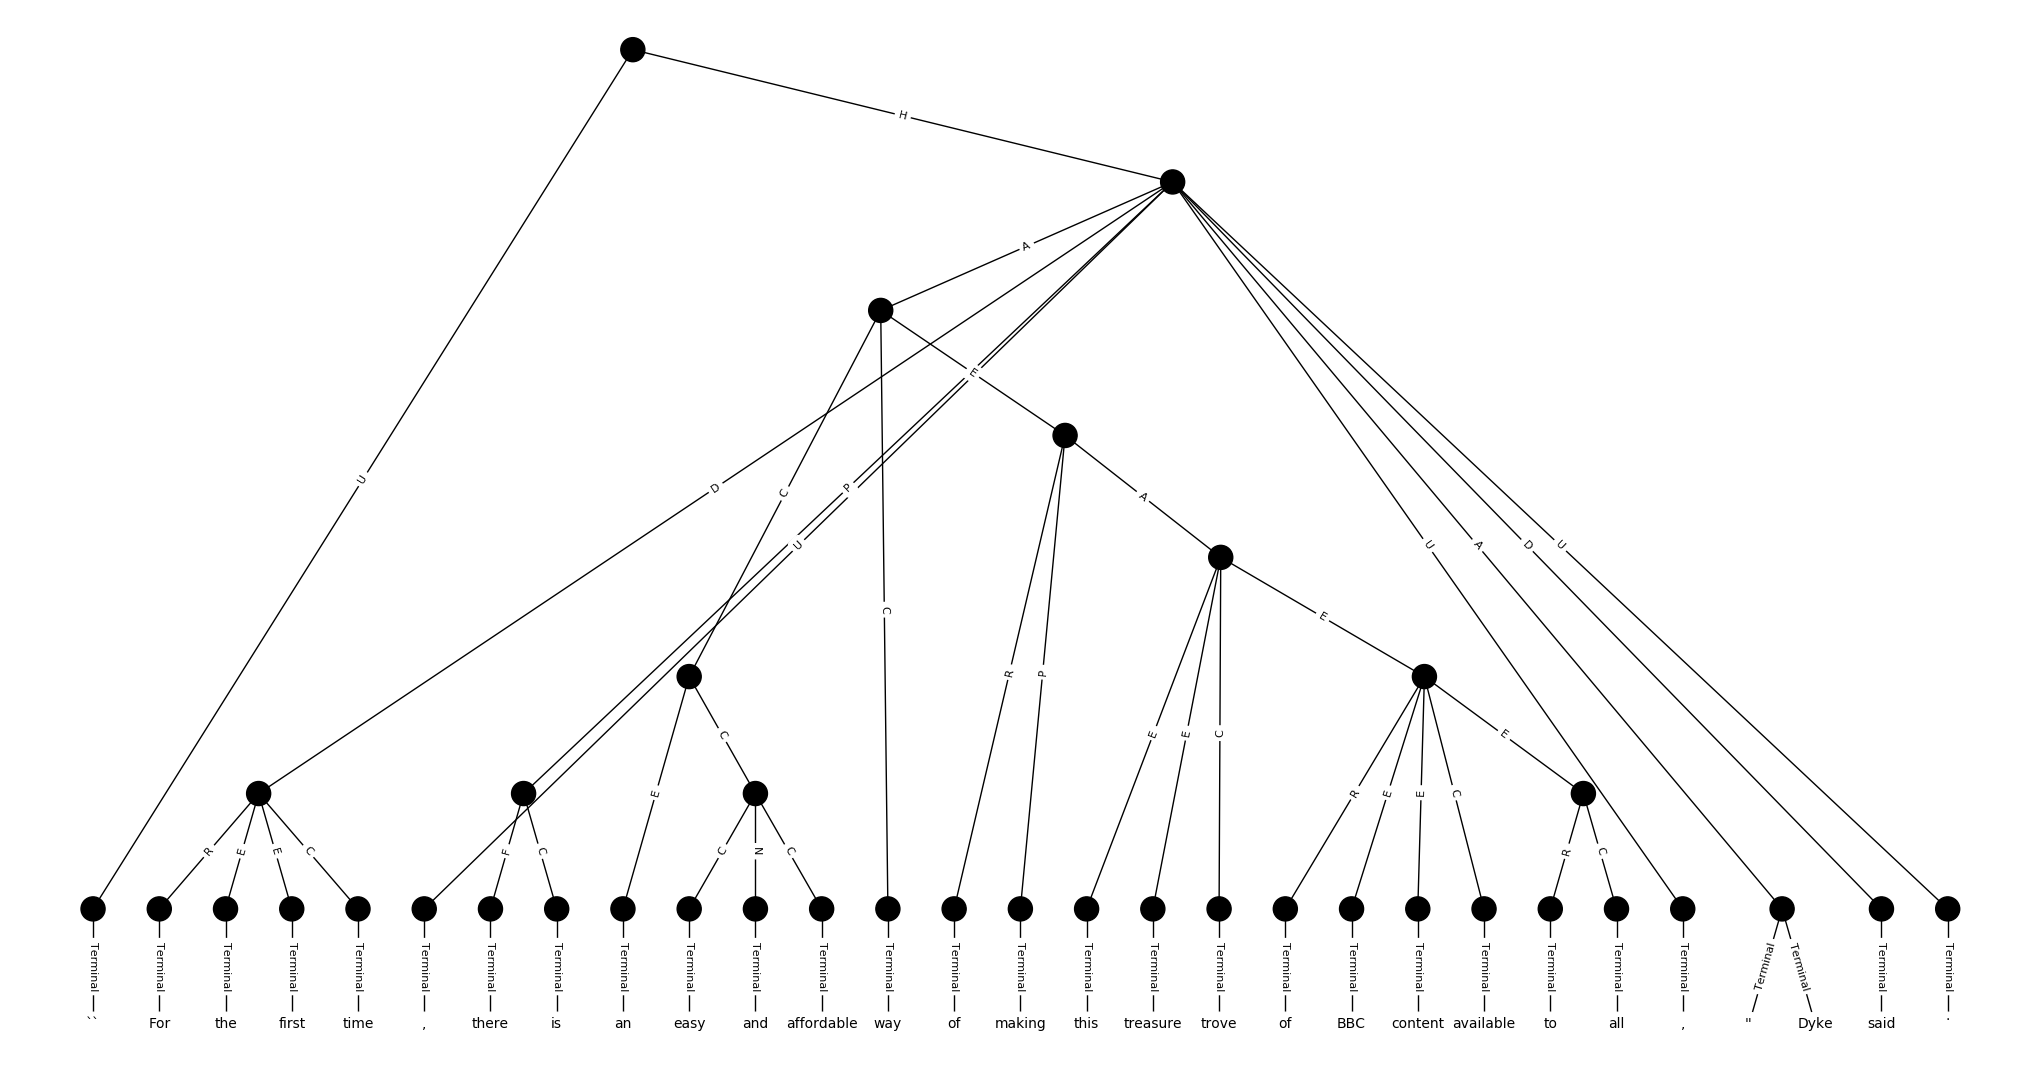 H
A
E
U
D
C
P
A
U
U
A
D
U
C
E
R
P
E
C
E
E
C
E
E
R
E
E
C
R
E
E
C
F
C
C
N
C
R
C
Terminal Terminal Terminal Terminal Terminal Terminal Terminal Terminal Terminal Terminal Terminal Terminal Terminal Terminal Terminal Terminal Terminal Terminal Terminal Terminal Terminal Terminal Terminal Terminal Terminal Terminal Terminal Terminal Terminal
`` For the first time , there is an easy and affordable way of making this treasure trove of BBC content available to all , " Dyke said .